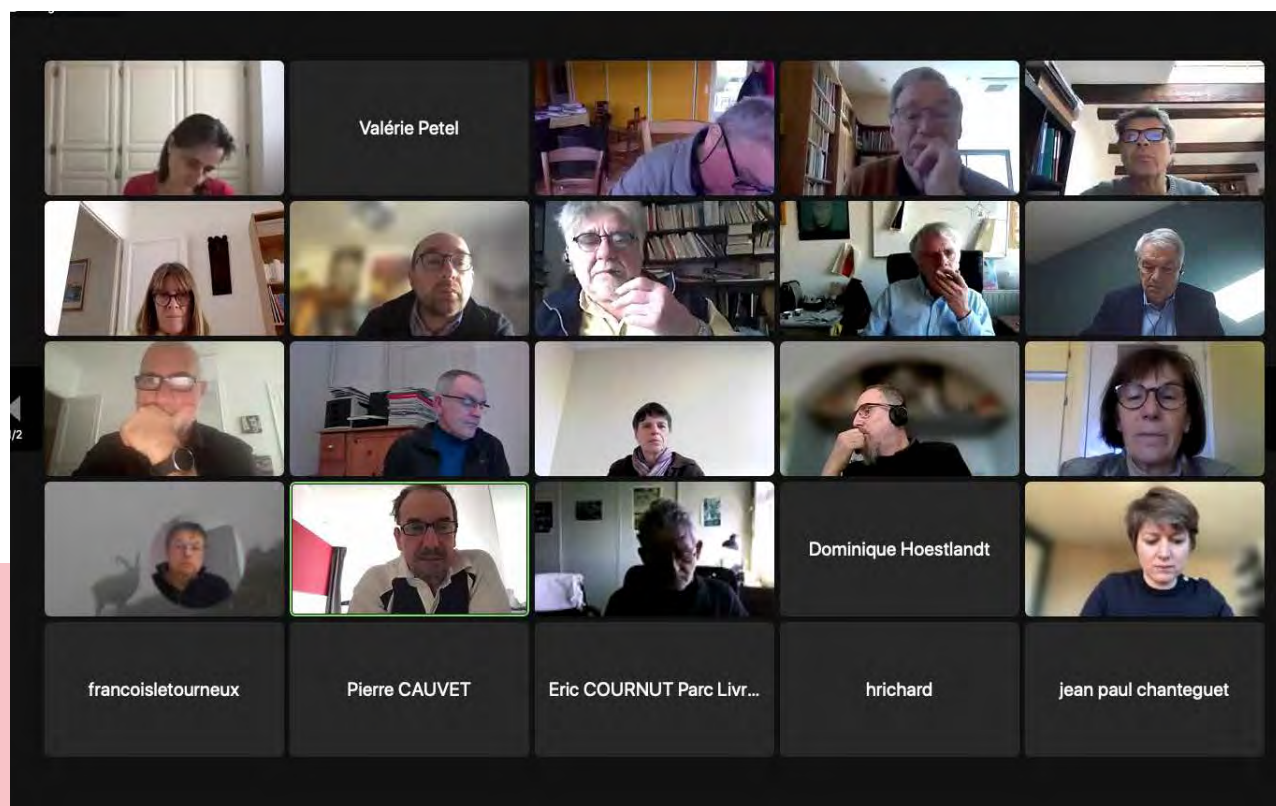 Valérie Petel
Dominique Hoestlandt
francoisletourneux
Pierre CAUVET
Eric COURNUT Parc Livr...
hrichard
jean paul chanteguet